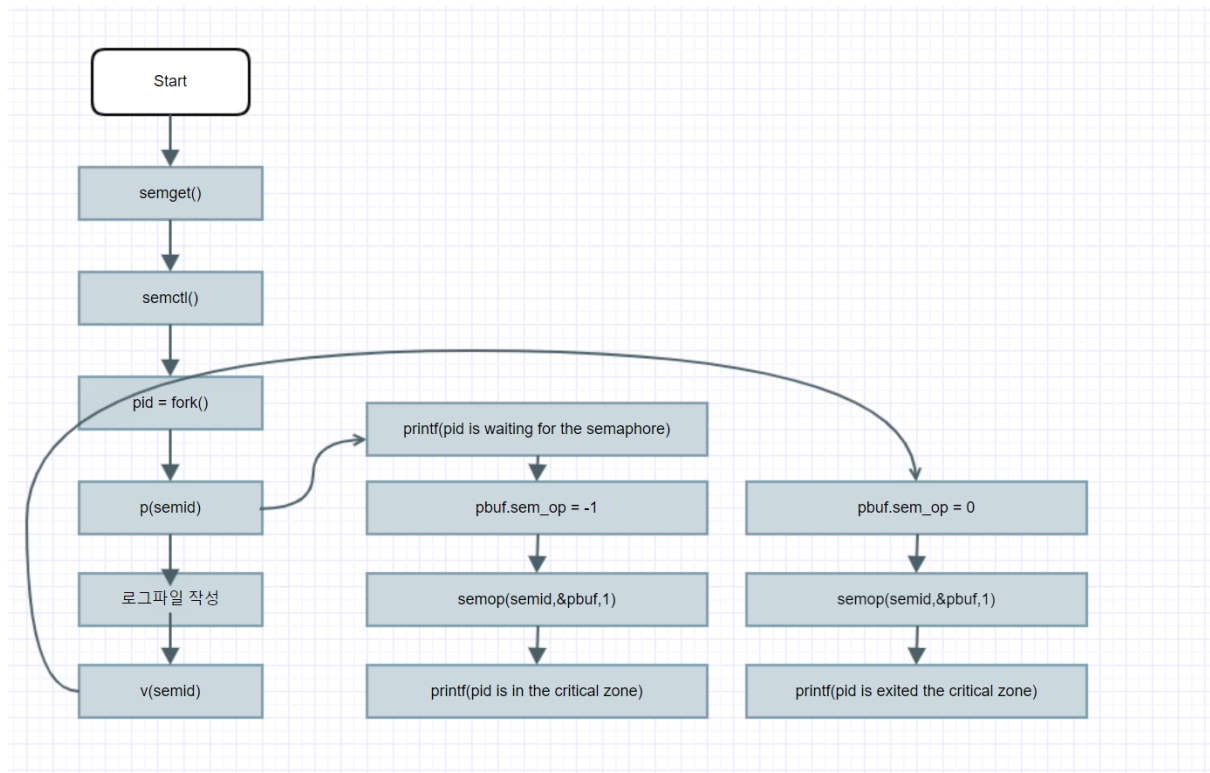 Start
semget()
semctl()
pid = fork()
p(semid)
로그파일 작성
v(semid)
printf(pid is waiting for the semaphore)
pbuf.sem_op = -1
semop(semid,&pbuf,1)
printf(pid is in the critical zone)
pbuf.sem_op = 0
semop(semid,&pbuf,1)
printf(pid is exited the critical zone)